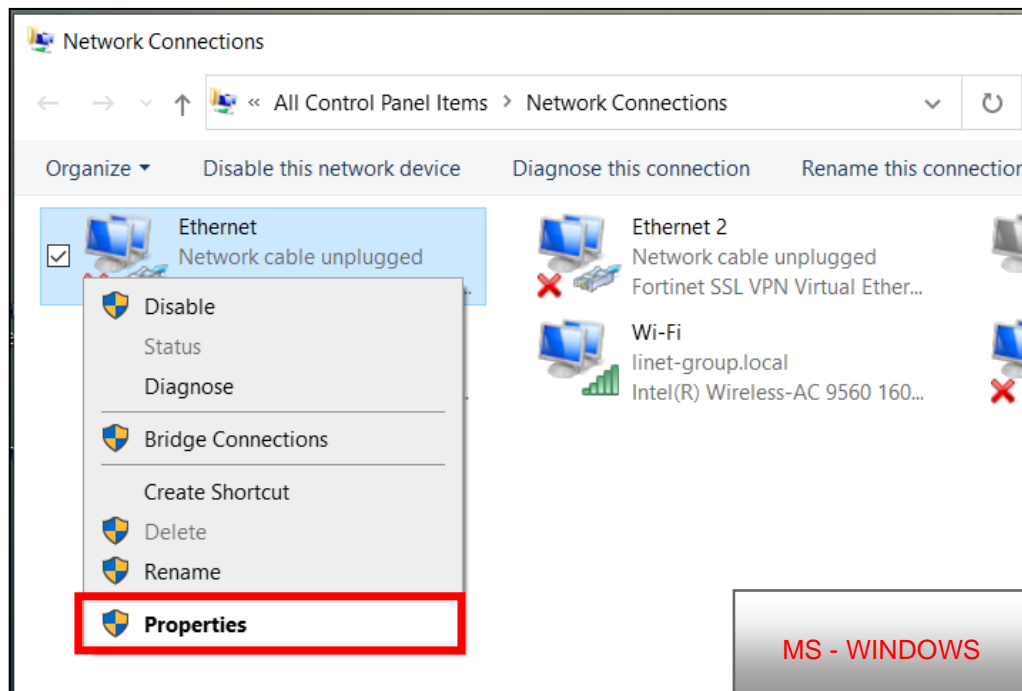 Network Connections
« All Control Panel Items > Network Connections
Organize Disable this network device Diagnose this connection Rename this connection
Ethernet
Network cable unplugged
Ethernet 2
Network cable unplugged
Fortinet SSL VPN Virtual Ether...
Wi-Fi
linet-group.local
Intel(R) Wireless-AC 9560 160...
Disable
Status
Diagnose
Bridge Connections
Create Shortcut
Delete
Rename
Properties
MS - WINDOWS